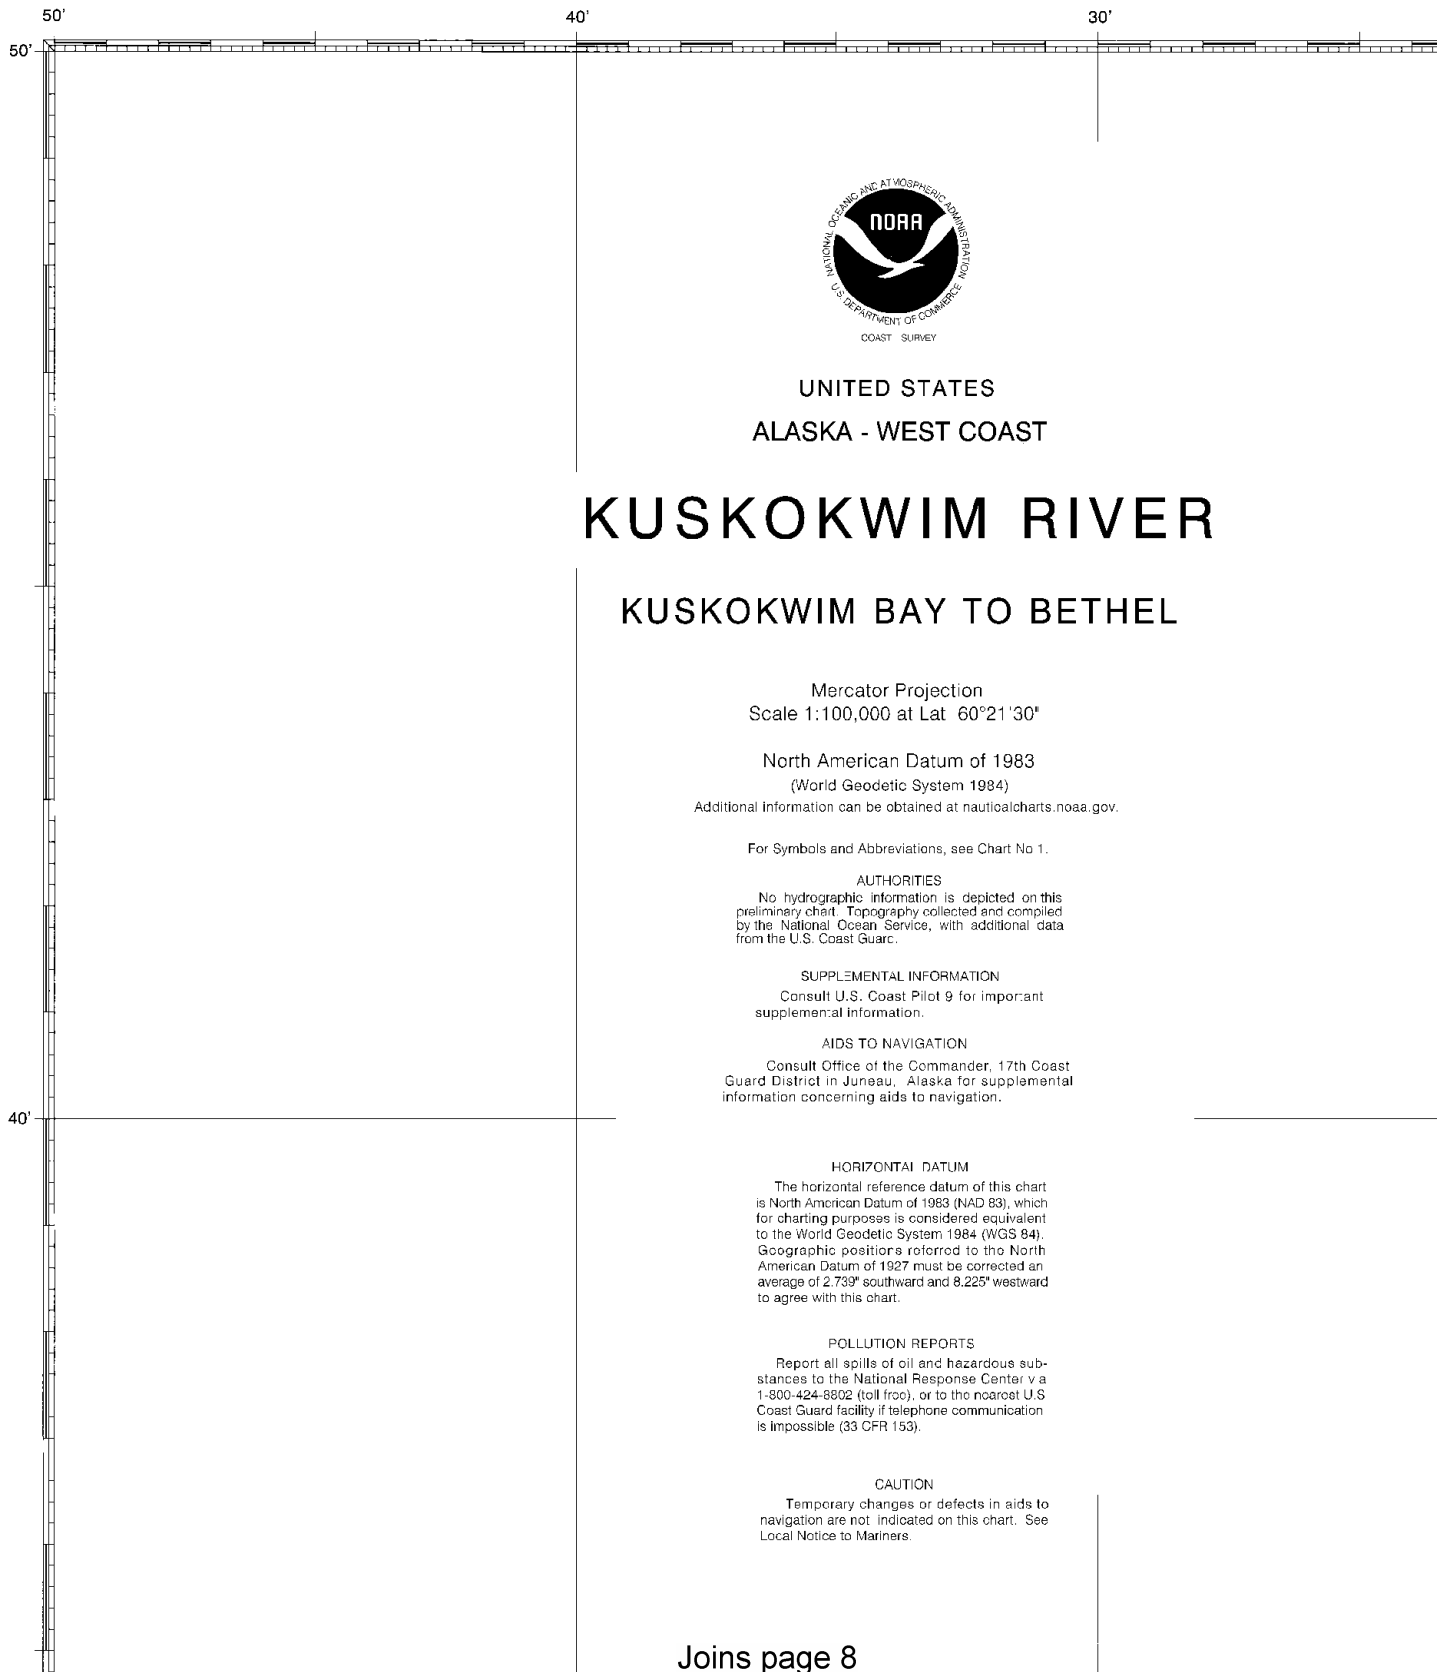 50' 40' 30'
50'
NATIONAL OCEANIC AND ATMOSPHERIC ADMINISTRATION
NOAA
U.S. DEPARTMENT OF COMMERCE
COAST SURVEY
UNITED STATES
ALASKA - WEST COAST
KUSKOKWIM RIVER
KUSKOKWIM BAY TO BETHEL
Mercator Projection
Scale 1:100,000 at Lat 60°21'30"
North American Datum of 1983
(World Geodetic System 1984)
Additional information can be obtained at nauticalcharts.noaa.gov.
For Symbols and Abbreviations, see Chart No 1.
AUTHORITIES
No hydrographic information is depicted on this
preliminary chart. Topography collected and compiled
by the National Ocean Service, with additional data
from the U.S. Coast Guard.
SUPPLEMENTAL INFORMATION
Consult U.S. Coast Pilot 9 for important
supplemental information.
AIDS TO NAVIGATION
Consult Office of the Commander, 17th Coast
Guard District in Juneau, Alaska for supplemental
information concerning aids to navigation.
40'
HORIZONTAL DATUM
The horizontal reference datum of this chart
is North American Datum of 1983 (NAD 83), which
for charting purposes is considered equivalent
to the World Geodetic System 1984 (WGS 84).
Geographic positions referred to the North
American Datum of 1927 must be corrected an
average of 2.739" southward and 8.225" westward
to agree with this chart.
POLLUTION REPORTS
Report all spills of oil and hazardous sub-
stances to the National Response Center via
1-800-424-8802 (toll free), or to the nearest U.S
Coast Guard facility if telephone communication
is impossible (33 CFR 153).
CAUTION
Temporary changes or defects in aids to
navigation are not indicated on this chart. See
Local Notice to Mariners.
Joins page 8